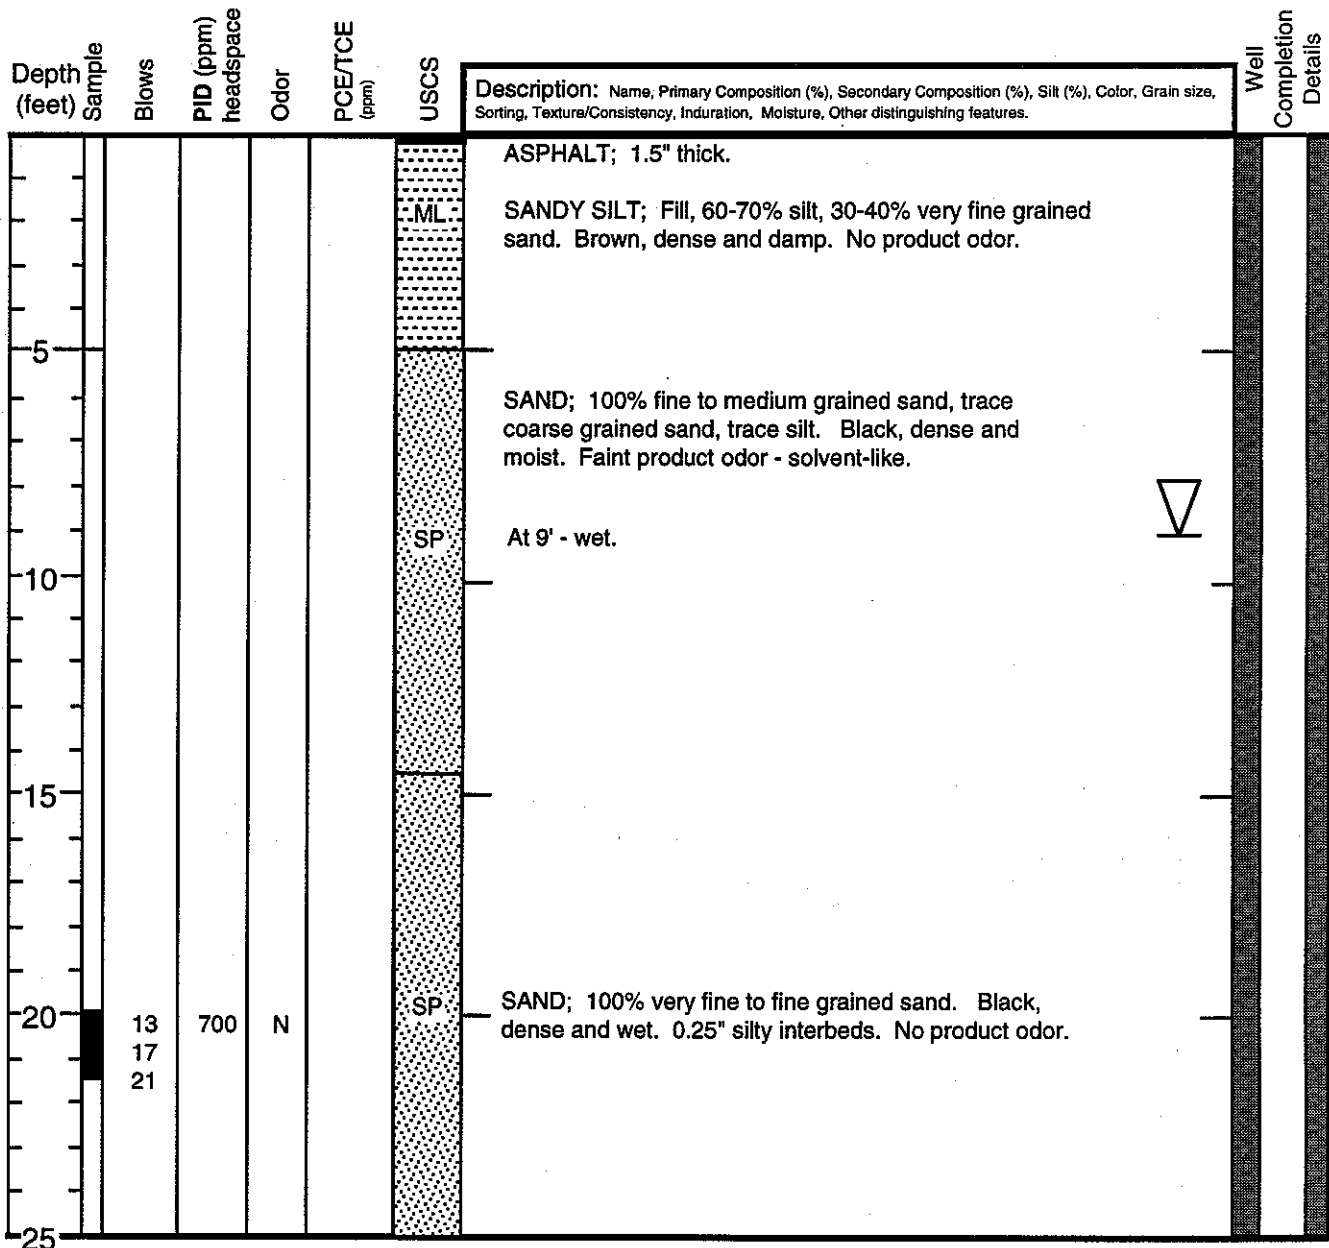 Depth
(feet)
Sample
Blows
PID (ppm)
headspace
Odor
PCE/TCE
(ppm)
USCS
Description: Name, Primary Composition (%), Secondary Composition (%), Silt (%), Color, Grain size,
Sorting, Texture/Consistency, Induration, Moisture, Other distinguishing features.
Well
Completion
Details
ASPHALT; 1.5" thick.
ML
SANDY SILT; Fill, 60-70% silt, 30-40% very fine grained
sand. Brown, dense and damp. No product odor.
5
SAND; 100% fine to medium grained sand, trace
coarse grained sand, trace silt. Black, dense and
moist. Faint product odor - solvent-like.
SP
At 9' - wet.
10
15
20
13
700
N
17
21
SP
SAND; 100% very fine to fine grained sand. Black,
dense and wet. 0.25" silty interbeds. No product odor.
25